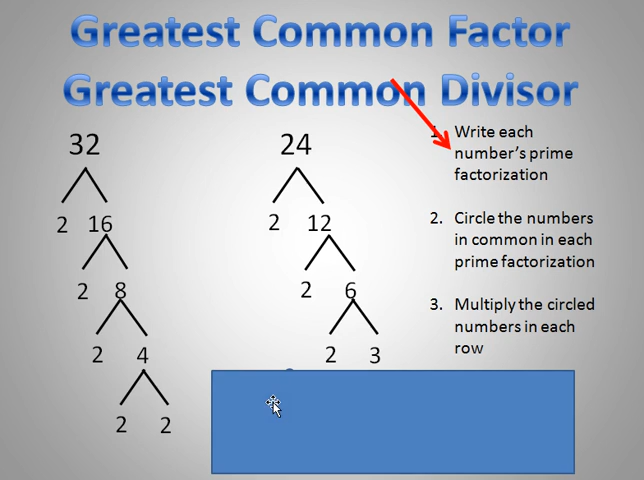 Greatest Common Factor
Greatest Common Divisor
32
24
2 16
2 12
2 8
2 6
2 4
2 3
2 2
1. Write each
number's prime
factorization
2. Circle the numbers
in common in each
prime factorization
3. Multiply the circled
numbers in each
row